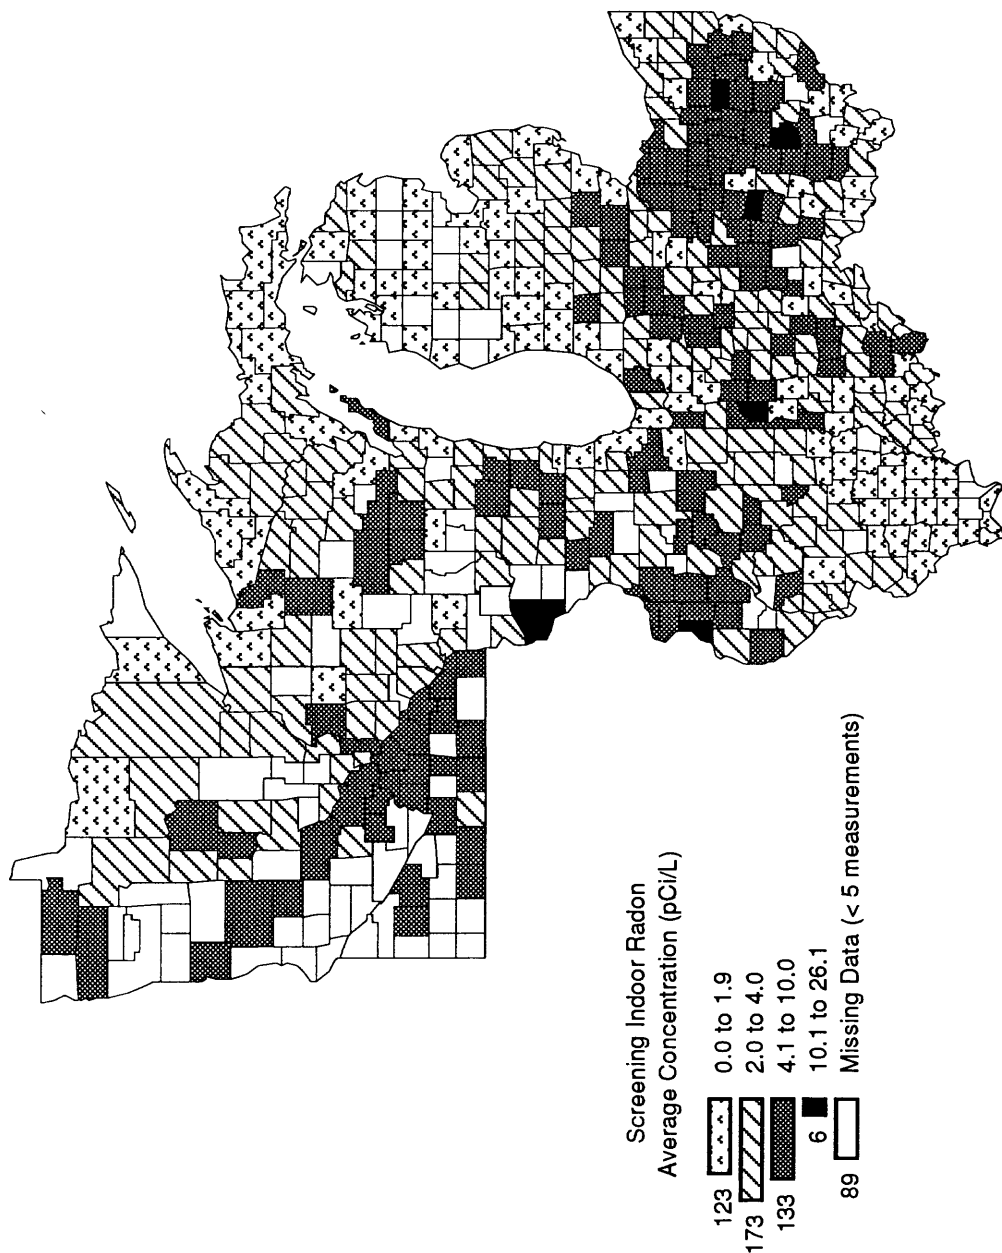 Screening Indoor Radon
Average Concentration (pCi/L)
123 0.0 to 1.9
173 2.0 to 4.0
133 4.1 to 10.0
6 10.1 to 26.1
89 Missing Data (< 5 measurements)